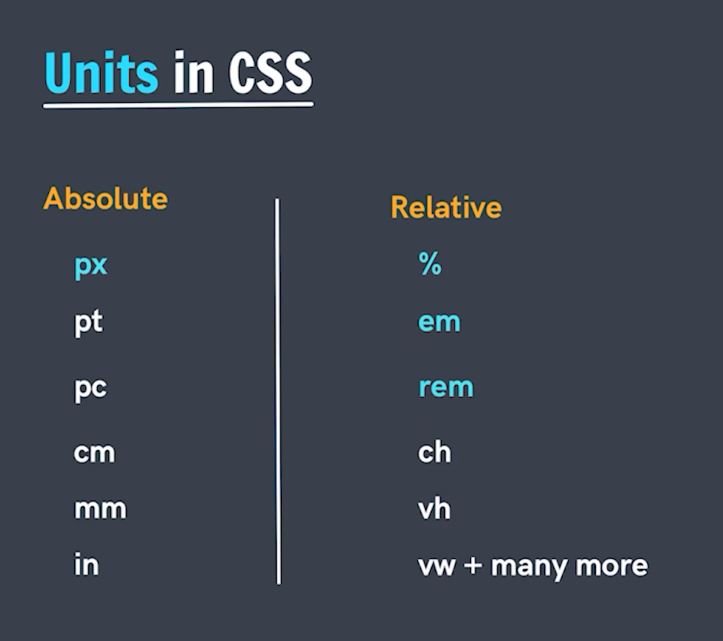 Units in CSS
Absolute
px
pt
pc
cm
mm
in
Relative
%
em
rem
ch
vh
vw + many more